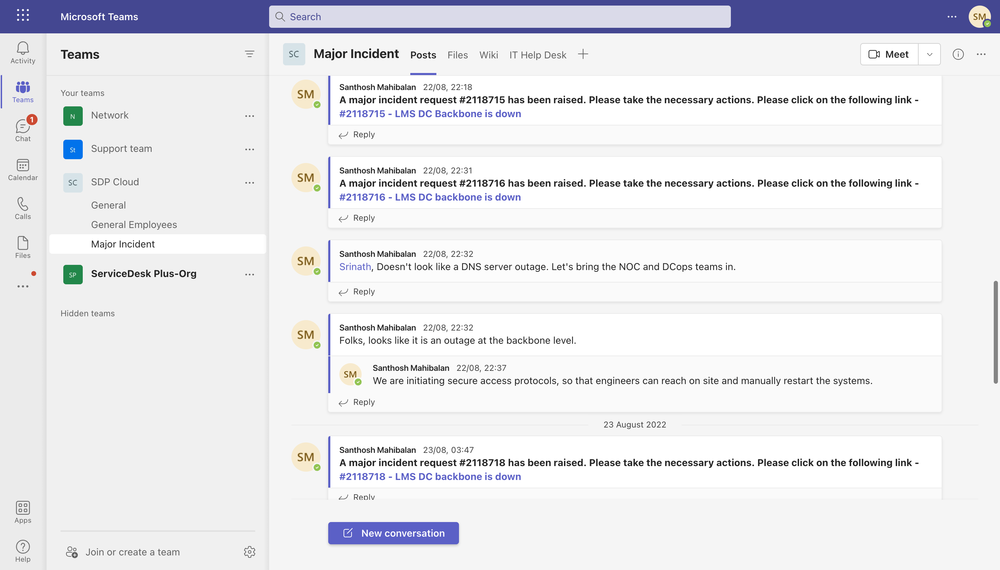 Microsoft Teams
Search
SM
Activity
Teams
1
Chat
Calendar
Calls
Files
Apps
Help
Teams
Your teams
N Network
St Support team
SC SDP Cloud
General
General Employees
Major Incident
SP ServiceDesk Plus-Org
Hidden teams
Join or create a team
SC Major Incident Posts Files Wiki IT Help Desk
Meet
SM
Santhosh Mahibalan 22/08, 22:18
A major incident request #2118715 has been raised. Please take the necessary actions. Please click on the following link -
#2118715 - LMS DC Backbone is down
Reply
SM
Santhosh Mahibalan 22/08, 22:31
A major incident request #2118716 has been raised. Please take the necessary actions. Please click on the following link -
#2118716 - LMS DC backbone is down
Reply
SM
Santhosh Mahibalan 22/08, 22:32
Srinath, Doesn't look like a DNS server outage. Let's bring the NOC and DCops teams in.
Reply
SM
Santhosh Mahibalan 22/08, 22:32
Folks, looks like it is an outage at the backbone level.
SM
Santhosh Mahibalan 22/08, 22:37
We are initiating secure access protocols, so that engineers can reach on site and manually restart the systems.
Reply
23 August 2022
SM
Santhosh Mahibalan 23/08, 03:47
A major incident request #2118718 has been raised. Please take the necessary actions. Please click on the following link -
#2118718 - LMS DC backbone is down
Reply
New conversation